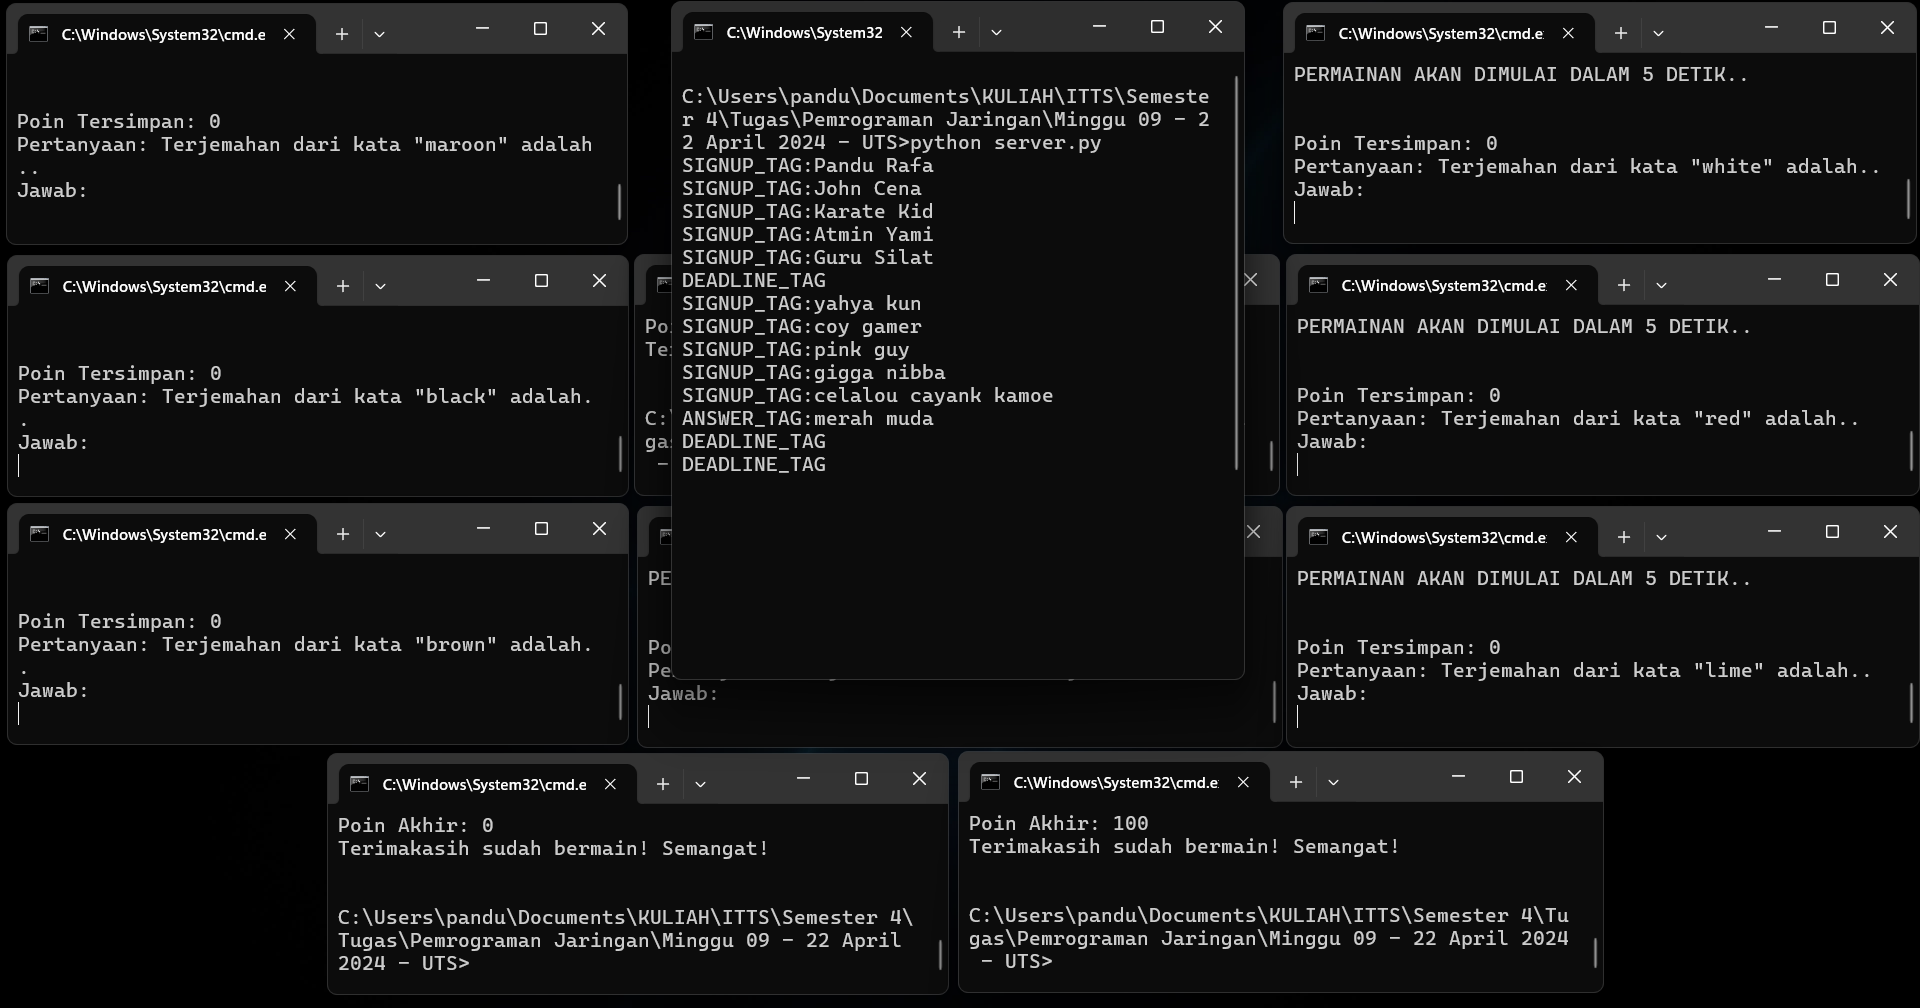 C:\Windows\System32\cmd.e
Poin Tersimpan: 0
Pertanyaan: Terjemahan dari kata "maroon" adalah
..
Jawab:
C:\Windows\System32
C:\Users\pandu\Documents\KULIAH\ITTS\Semeste
r 4\Tugas\Pemrograman Jaringan\Minggu 09 - 2
2 April 2024 - UTS>python server.py
SIGNUP_TAG:Pandu Rafa
SIGNUP_TAG:John Cena
SIGNUP_TAG:Karate Kid
SIGNUP_TAG:Atmin Yami
SIGNUP_TAG:Guru Silat
DEADLINE_TAG
SIGNUP_TAG:yahya kun
SIGNUP_TAG:coy gamer
SIGNUP_TAG:pink guy
SIGNUP_TAG:gigga nibba
SIGNUP_TAG:celalou cayank kamoe
ANSWER_TAG:merah muda
DEADLINE_TAG
DEADLINE_TAG
C:\Windows\System32\cmd.e
PERMAINAN AKAN DIMULAI DALAM 5 DETIK..
Poin Tersimpan: 0
Pertanyaan: Terjemahan dari kata "white" adalah..
Jawab:
C:\Windows\System32\cmd.e
Poin Tersimpan: 0
Pertanyaan: Terjemahan dari kata "black" adalah.
.
Jawab:
C:\Windows\System32\cmd.e
PERMAINAN AKAN DIMULAI DALAM 5 DETIK..
Poin Tersimpan: 0
Pertanyaan: Terjemahan dari kata "red" adalah..
Jawab:
C:\Windows\System32\cmd.e
Poin Tersimpan: 0
Pertanyaan: Terjemahan dari kata "brown" adalah.
.
Jawab:
Jawab:
C:\Windows\System32\cmd.e
PERMAINAN AKAN DIMULAI DALAM 5 DETIK..
Poin Tersimpan: 0
Pertanyaan: Terjemahan dari kata "lime" adalah..
Jawab:
C:\Windows\System32\cmd.e
Poin Akhir: 0
Terimakasih sudah bermain! Semangat!
C:\Users\pandu\Documents\KULIAH\ITTS\Semester 4\
Tugas\Pemrograman Jaringan\Minggu 09 - 22 April
2024 - UTS>
C:\Windows\System32\cmd.e
Poin Akhir: 100
Terimakasih sudah bermain! Semangat!
C:\Users\pandu\Documents\KULIAH\ITTS\Semester 4\Tu
gas\Pemrograman Jaringan\Minggu 09 - 22 April 2024
- UTS>